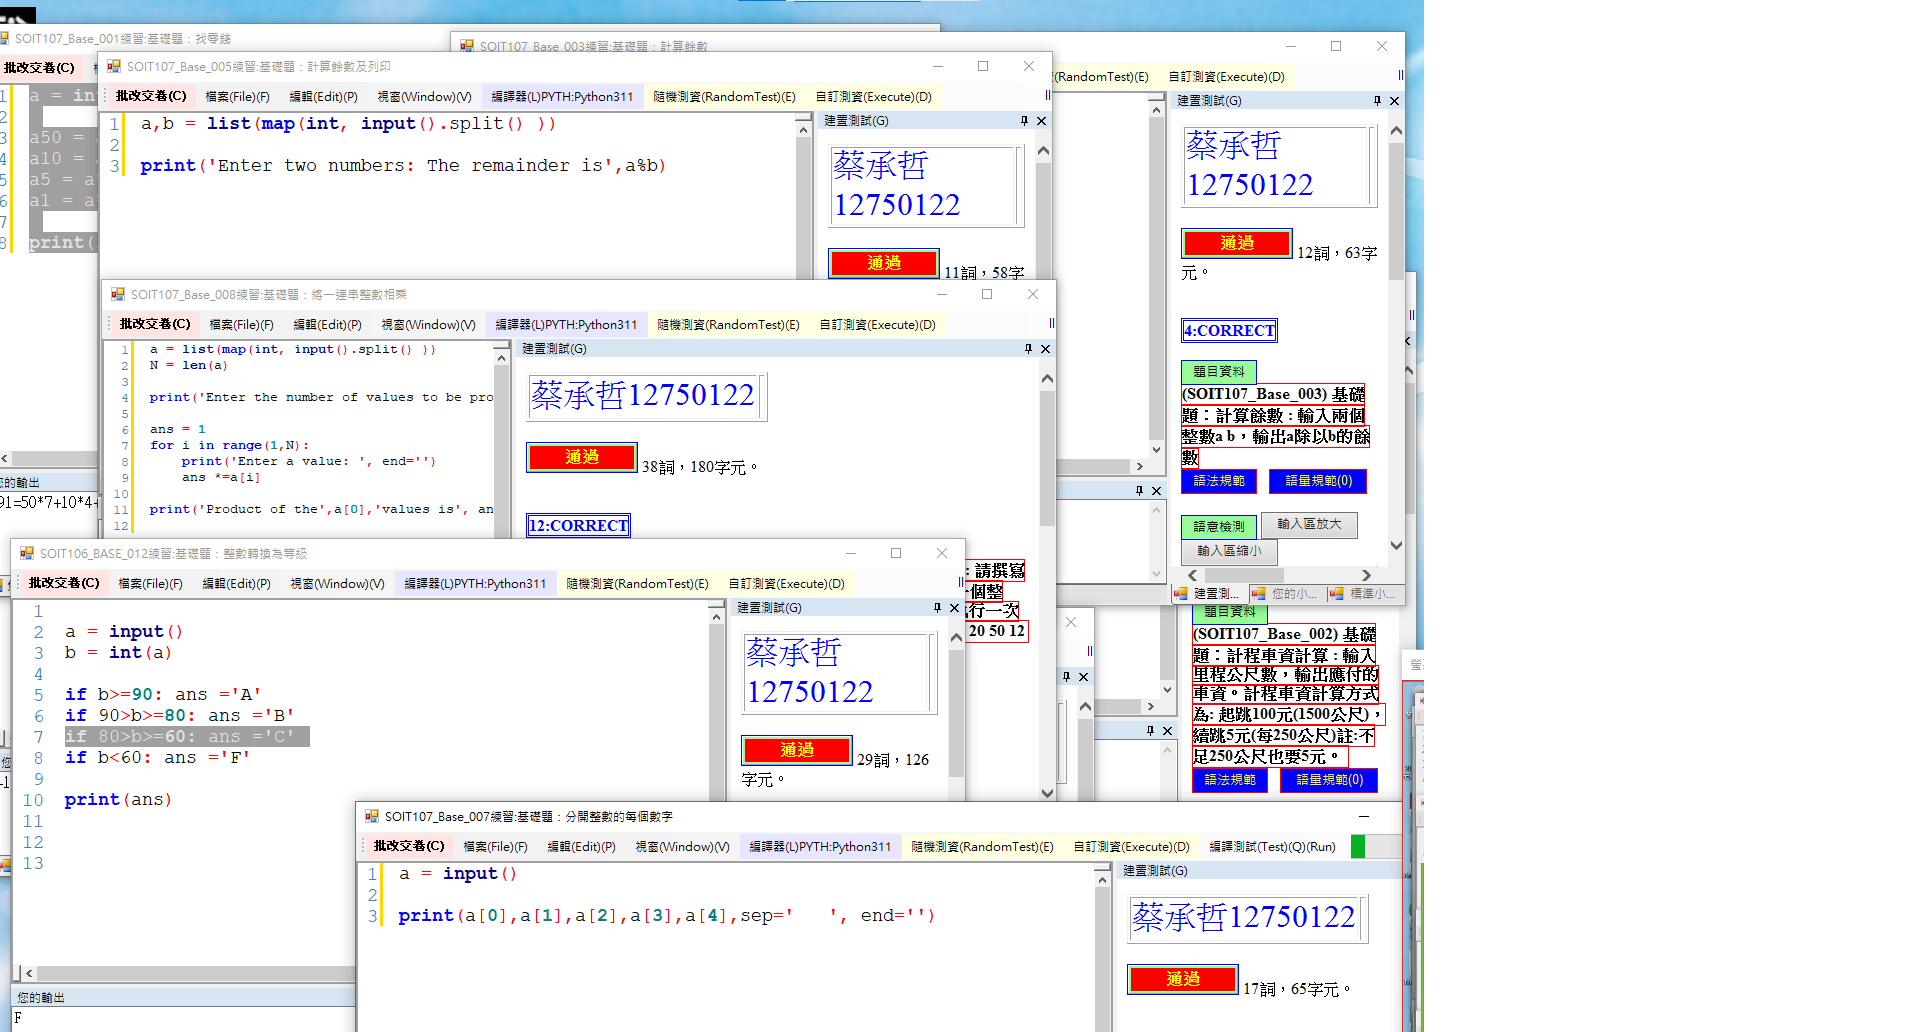 SOIT107_Base_001練習:基礎題：找零錢
批改交卷(C)
1 a = in
2
3 a50 =
4 a10 =
5 a5 = a
6 a1 = a
7
8 print(
您的輸出
91=50*7+10*4+
SOIT107_Base_003練習:基礎題：計算餘數
(RandomTest)(E) 自訂測資(Execute)(D)
建置測試(G)
蔡承哲
12750122
通過 12詞，63字
元。
4:CORRECT
題目資料
(SOIT107_Base_003) 基礎
題：計算餘數：輸入兩個
整數a b，輸出a除以b的餘
數
語法規範 語量規範(0)
語意檢測 輸入區放大
輸入區縮小
建置測... 您的小... 標準小...
SOIT107_Base_005練習:基礎題：計算餘數及列印
批改交卷(C) 檔案(File)(F) 編輯(Edit)(P) 視窗(Window)(V) 編譯器(L)PYTH:Python311 隨機測資(RandomTest)(E) 自訂測資(Execute)(D)
1 a,b = list(map(int, input().split() ))
2
3 print('Enter two numbers: The remainder is',a%b)
建置測試(G)
蔡承哲
12750122
通過 11詞，58字
SOIT107_Base_008練習:基礎題：將一連串整數相乘
批改交卷(C) 檔案(File)(F) 編輯(Edit)(P) 視窗(Window)(V) 編譯器(L)PYTH:Python311 隨機測資(RandomTest)(E) 自訂測資(Execute)(D)
1 a = list(map(int, input().split() ))
2 N = len(a)
3
4 print('Enter the number of values to be pro
5
6 ans = 1
7 for i in range(1,N):
8     print('Enter a value: ', end='')
9     ans *=a[i]
10
11 print('Product of the',a[0],'values is', an
12
建置測試(G)
蔡承哲12750122
通過 38詞，180字元。
12:CORRECT
: 請撰寫
個整
行一次
20 50 12
題目資料
(SOIT107_Base_002) 基礎
題：計程車資計算：輸入
里程公尺數，輸出應付的
車資。計程車資計算方式
為: 起跳100元(1500公尺)，
續跳5元(每250公尺)註:不
足250公尺也要5元。
語法規範 語量規範(0)
SOIT106_BASE_012練習:基礎題：整數轉換為等級
批改交卷(C) 檔案(File)(F) 編輯(Edit)(P) 視窗(Window)(V) 編譯器(L)PYTH:Python311 隨機測資(RandomTest)(E) 自訂測資(Execute)(D)
1
2 a = input()
3 b = int(a)
4
5 if b>=90: ans ='A'
6 if 90>b>=80: ans ='B'
7 if 80>b>=60: ans ='C'
8 if b<60: ans ='F'
9
10 print(ans)
11
12
13
建置測試(G)
蔡承哲
12750122
通過 29詞，126
字元。
您的輸出
F
SOIT107_Base_007練習:基礎題：分開整數的每個數字
批改交卷(C) 檔案(File)(F) 編輯(Edit)(P) 視窗(Window)(V) 編譯器(L)PYTH:Python311 隨機測資(RandomTest)(E) 自訂測資(Execute)(D) 編譯測試(Test)(Q)(Run)
1 a = input()
2
3 print(a[0],a[1],a[2],a[3],a[4],sep='   ', end='')
建置測試(G)
蔡承哲12750122
通過 17詞，65字元。